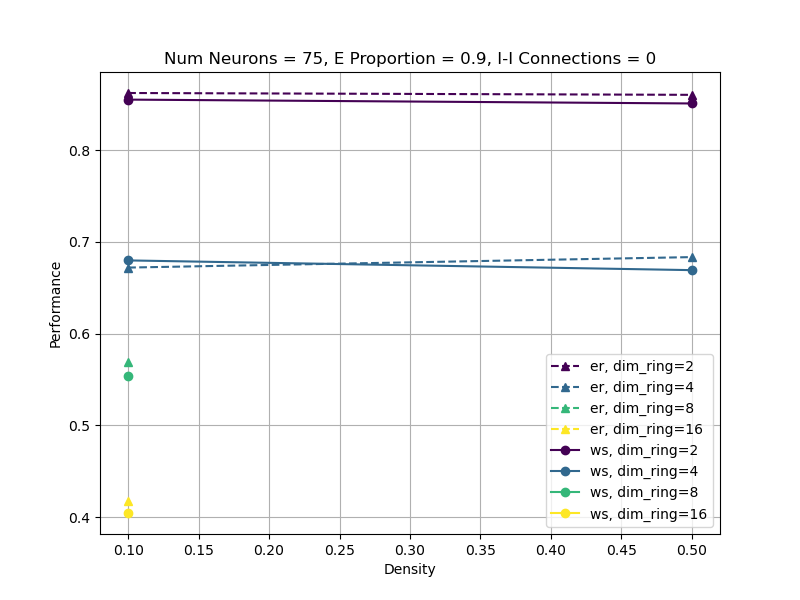 Num Neurons = 75, E Proportion = 0.9, I-I Connections = 0
Performance
0.8
0.7
0.6
0.5
0.4
er, dim_ring=2
er, dim_ring=4
er, dim_ring=8
er, dim_ring=16
ws, dim_ring=2
ws, dim_ring=4
ws, dim_ring=8
ws, dim_ring=16
0.10 0.15 0.20 0.25 0.30 0.35 0.40 0.45 0.50
Density